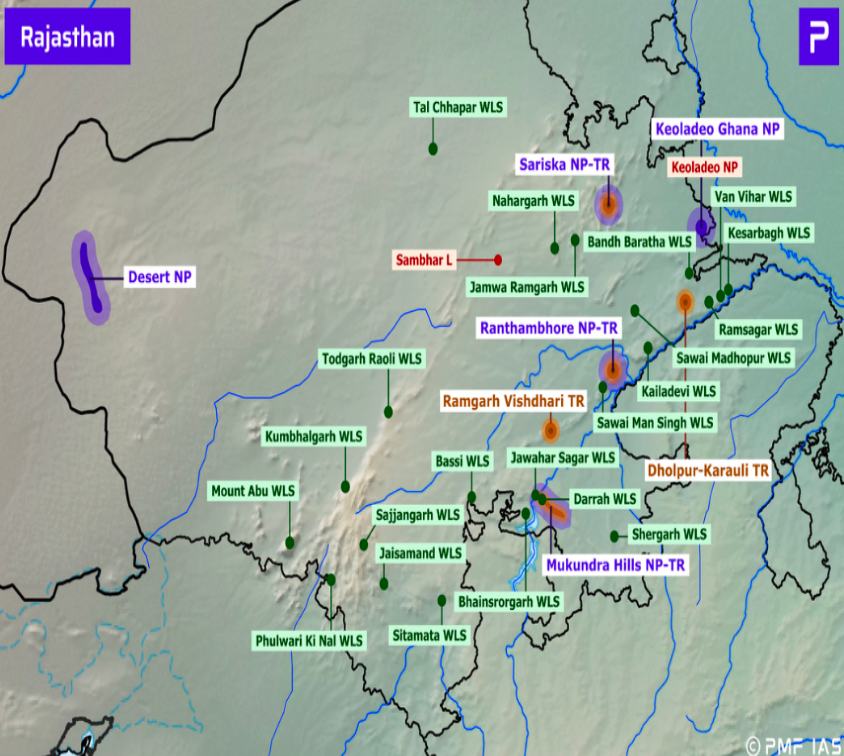 Rajasthan
P
Tal Chhapar WLS
Keoladeo Ghana NP
Sariska NP-TR
Keoladeo NP
Nahargarh WLS
Van Vihar WLS
Bandh Baratha WLS
Kesarbagh WLS
Sambhar L
Desert NP
Jamwa Ramgarh WLS
Ranthambhore NP-TR
Ramsagar WLS
Todgarh Raoli WLS
Sawai Madhopur WLS
Kailadevi WLS
Ramgarh Vishdhari TR
Sawai Man Singh WLS
Kumbhalgarh WLS
Bassi WLS
Jawahar Sagar WLS
Dholpur-Karauli TR
Mount Abu WLS
Darrah WLS
Sajjangarh WLS
Shergarh WLS
Jaisamand WLS
Mukundra Hills NP-TR
Bhainsrorgarh WLS
Phulwari Ki Nal WLS
Sitamata WLS
© PMF IAS